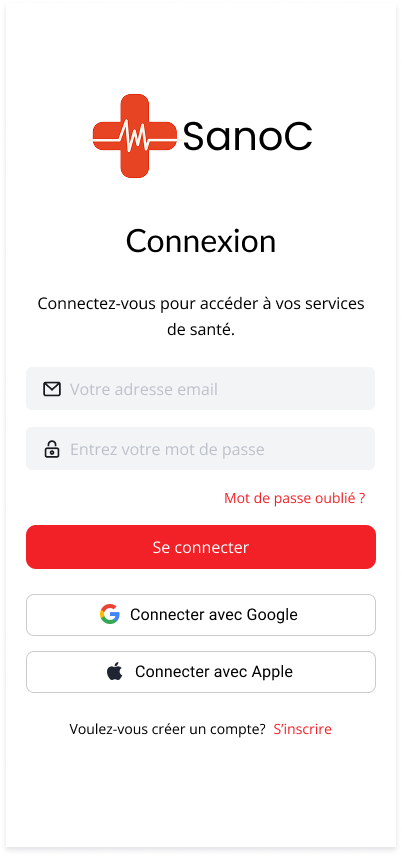 SanoC
Connexion
Connectez-vous pour accéder à vos services
de santé.
Votre adresse email
Entrez votre mot de passe
Mot de passe oublié ?
Se connecter
Connecter avec Google
Connecter avec Apple
Voulez-vous créer un compte? S'inscrire